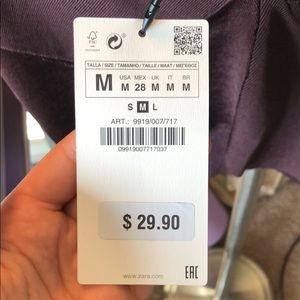 FSC
TALLA / SIZE / TAMANHO / TAILLE / MAAT /
M
USA MEX UK IT BR
M 28 M M M
S M L
ART.: 9919/007/717
09919007717037
$ 29.90
www.zara.com
EAC